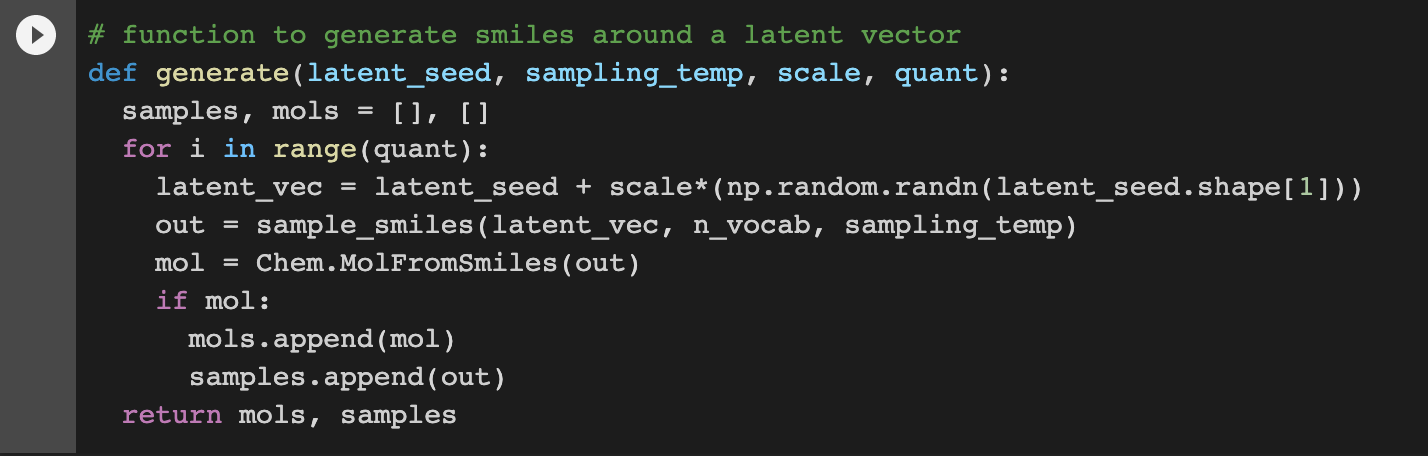 # function to generate smiles around a latent vector
def generate(latent_seed, sampling_temp, scale, quant):
  samples, mols = [], []
  for i in range(quant):
    latent_vec = latent_seed + scale*(np.random.randn(latent_seed.shape[1]))
    out = sample_smiles(latent_vec, n_vocab, sampling_temp)
    mol = Chem.MolFromSmiles(out)
    if mol:
      mols.append(mol)
      samples.append(out)
  return mols, samples